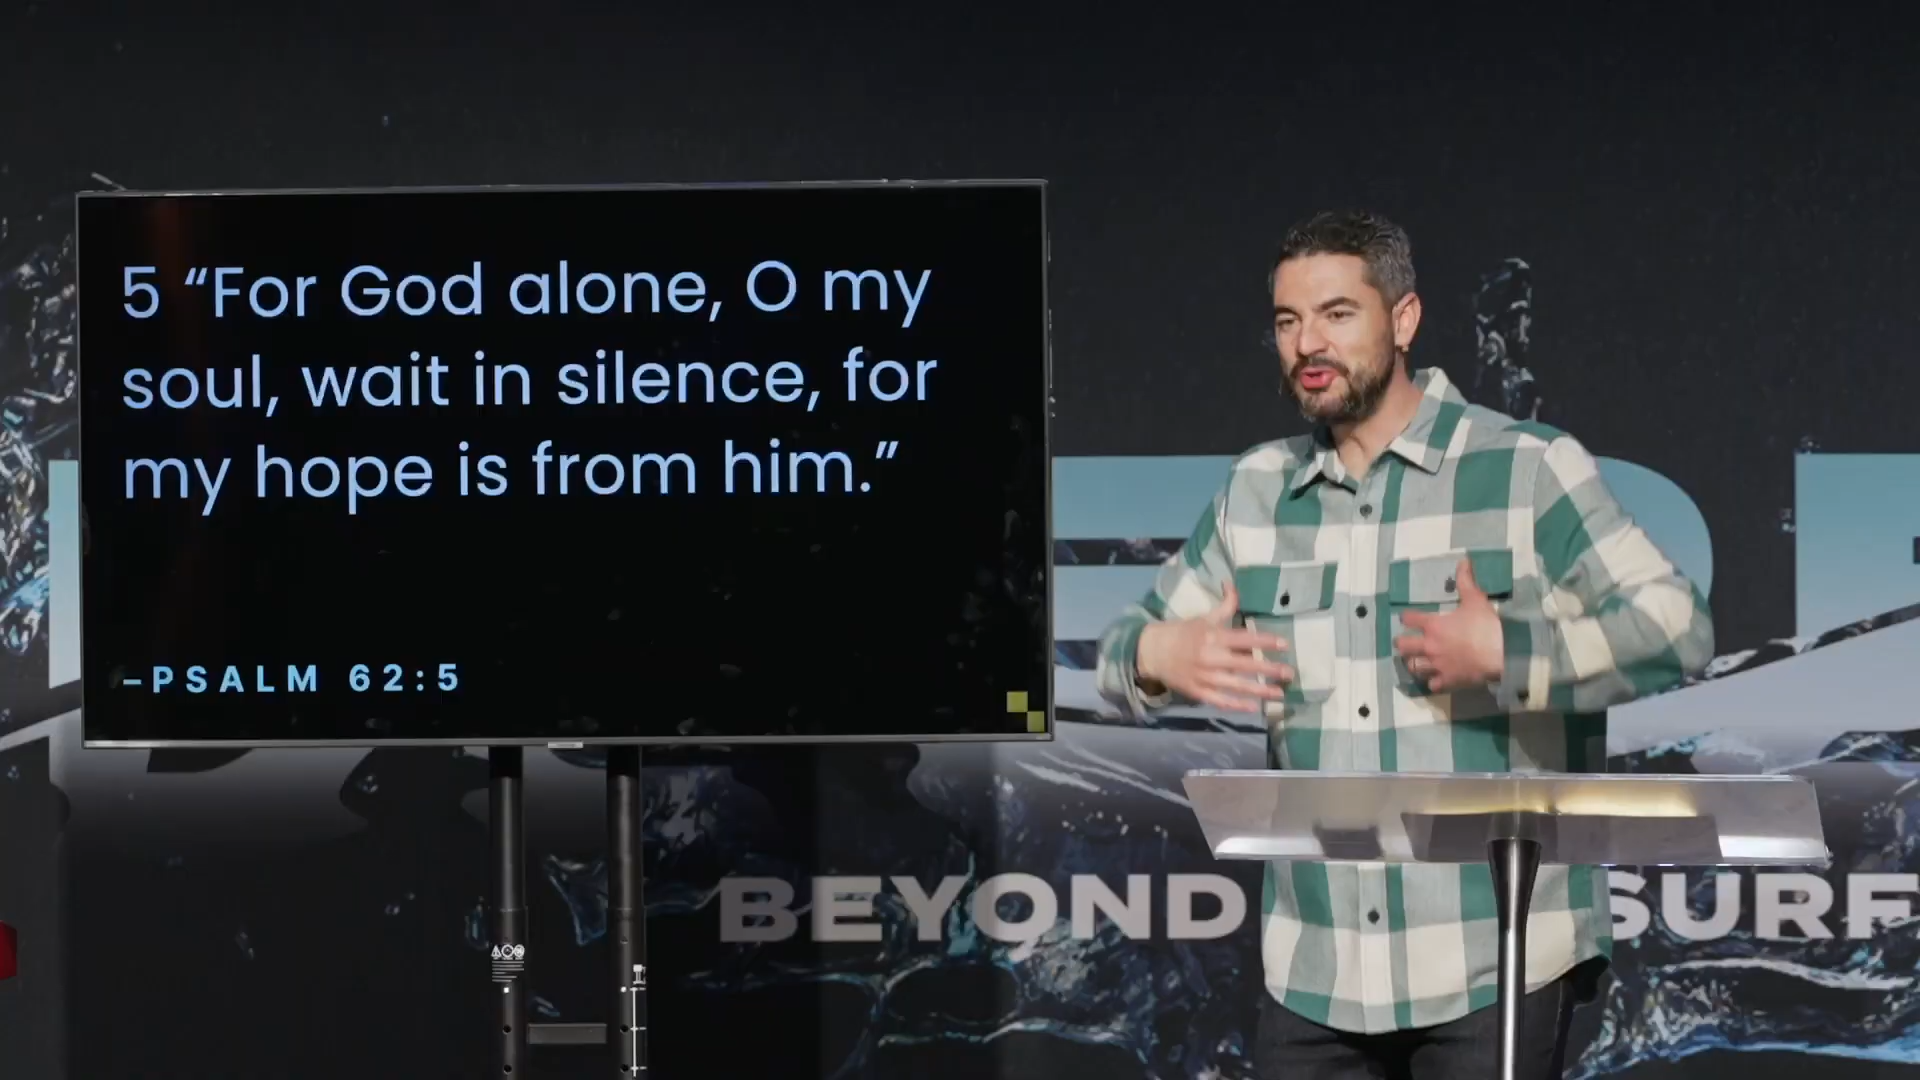 5 “For God alone, O my
soul, wait in silence, for
my hope is from him.”
–PSALM 62:5
BEYOND
SURF